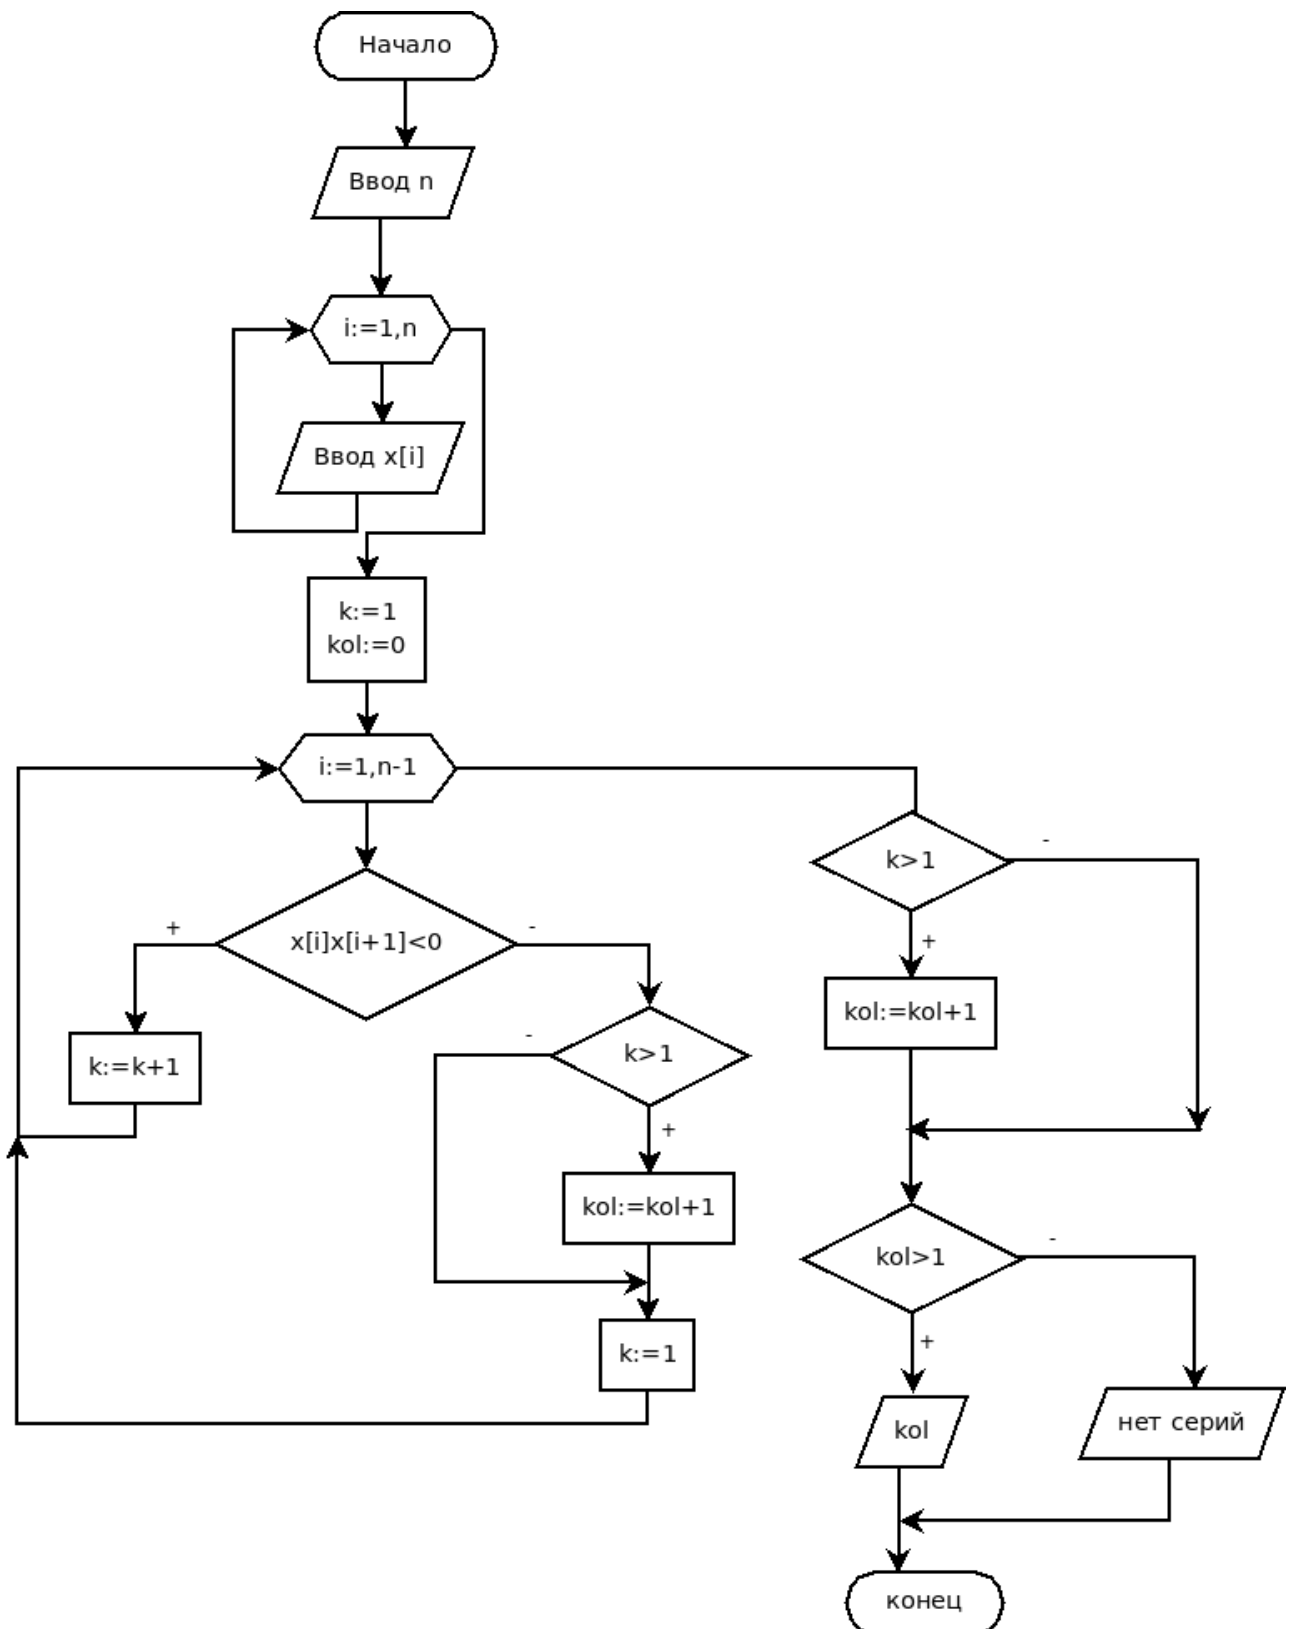 Начало
Ввод n
i:=1,n
Ввод x[i]
k:=1
kol:=0
i:=1,n-1
x[i]x[i+1]<0
+
-
k:=k+1
k>1
-
+
kol:=kol+1
k:=1
k>1
-
+
kol:=kol+1
kol>1
-
+
kol
нет серий
конец